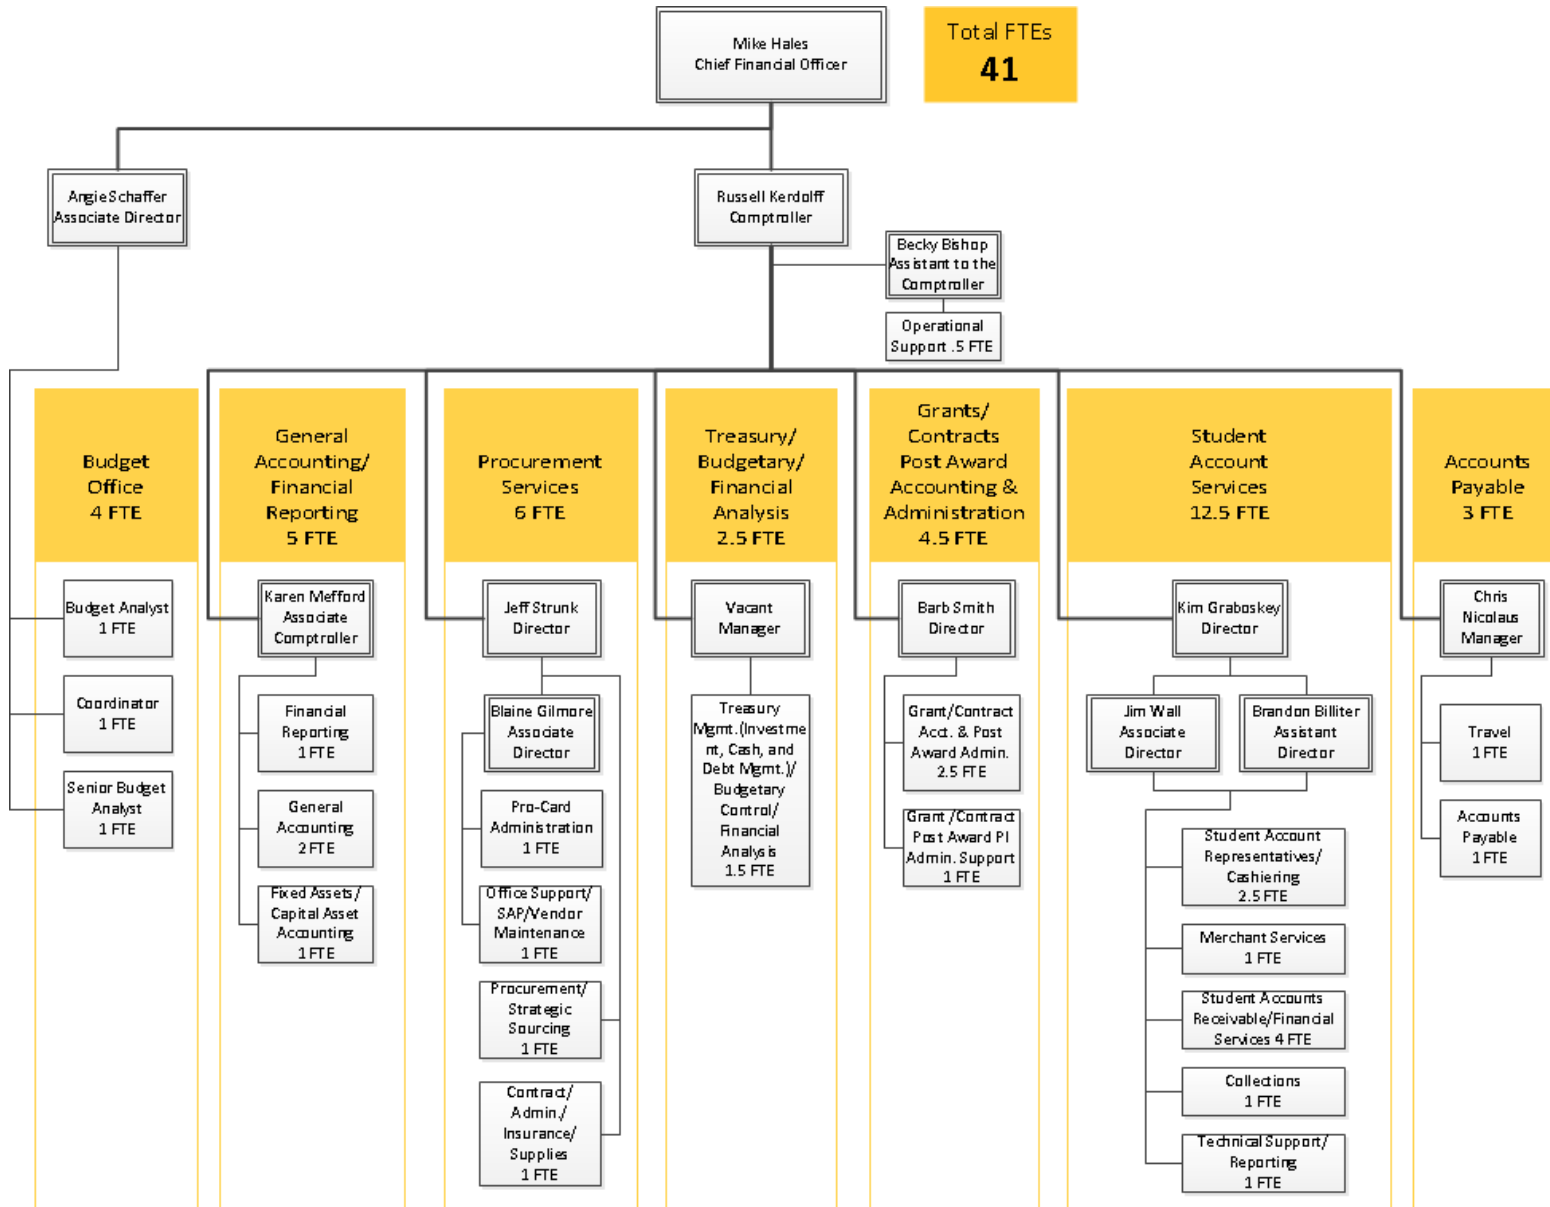 Mike Hales
Chief Financial Officer
Total FTEs
41
Angie Schaffer
Associate Director
Russell Kerdolff
Comptroller
Becky Bishop
Assistant to the
Comptroller
Operational
Support .5 FTE
Budget
Office
4 FTE
General
Accounting/
Financial
Reporting
5 FTE
Procurement
Services
6 FTE
Treasury/
Budgetary/
Financial
Analysis
2.5 FTE
Grants/
Contracts
Post Award
Accounting &
Administration
4.5 FTE
Student
Account
Services
12.5 FTE
Accounts
Payable
3 FTE
Budget Analyst
1 FTE
Coordinator
1 FTE
Senior Budget
Analyst
1 FTE
Karen Mefford
Associate
Comptroller
Financial
Reporting
1 FTE
General
Accounting
2 FTE
Fixed Assets/
Capital Asset
Accounting
1 FTE
Jeff Strunk
Director
Blaine Gilmore
Associate
Director
Pro-Card
Administration
1 FTE
Office Support/
SAP/Vendor
Maintenance
1 FTE
Procurement/
Strategic
Sourcing
1 FTE
Contract/
Admin./
Insurance/
Supplies
1 FTE
Vacant
Manager
Treasury
Mgmt.(Investme
nt, Cash, and
Debt Mgmt.)/
Budgetary
Control/
Financial
Analysis
1.5 FTE
Barb Smith
Director
Grant/Contract
Acct. & Post
Award Admin.
2.5 FTE
Grant /Contract
Post Award PI
Admin. Support
1 FTE
Kim Graboskey
Director
Jim Wall
Associate
Director
Brandon Billiter
Assistant
Director
Student Account
Representatives/
Cashiering
2.5 FTE
Merchant Services
1 FTE
Student Accounts
Receivable/Financial
Services 4 FTE
Collections
1 FTE
Technical Support/
Reporting
1 FTE
Chris
Nicolaus
Manager
Travel
1 FTE
Accounts
Payable
1 FTE